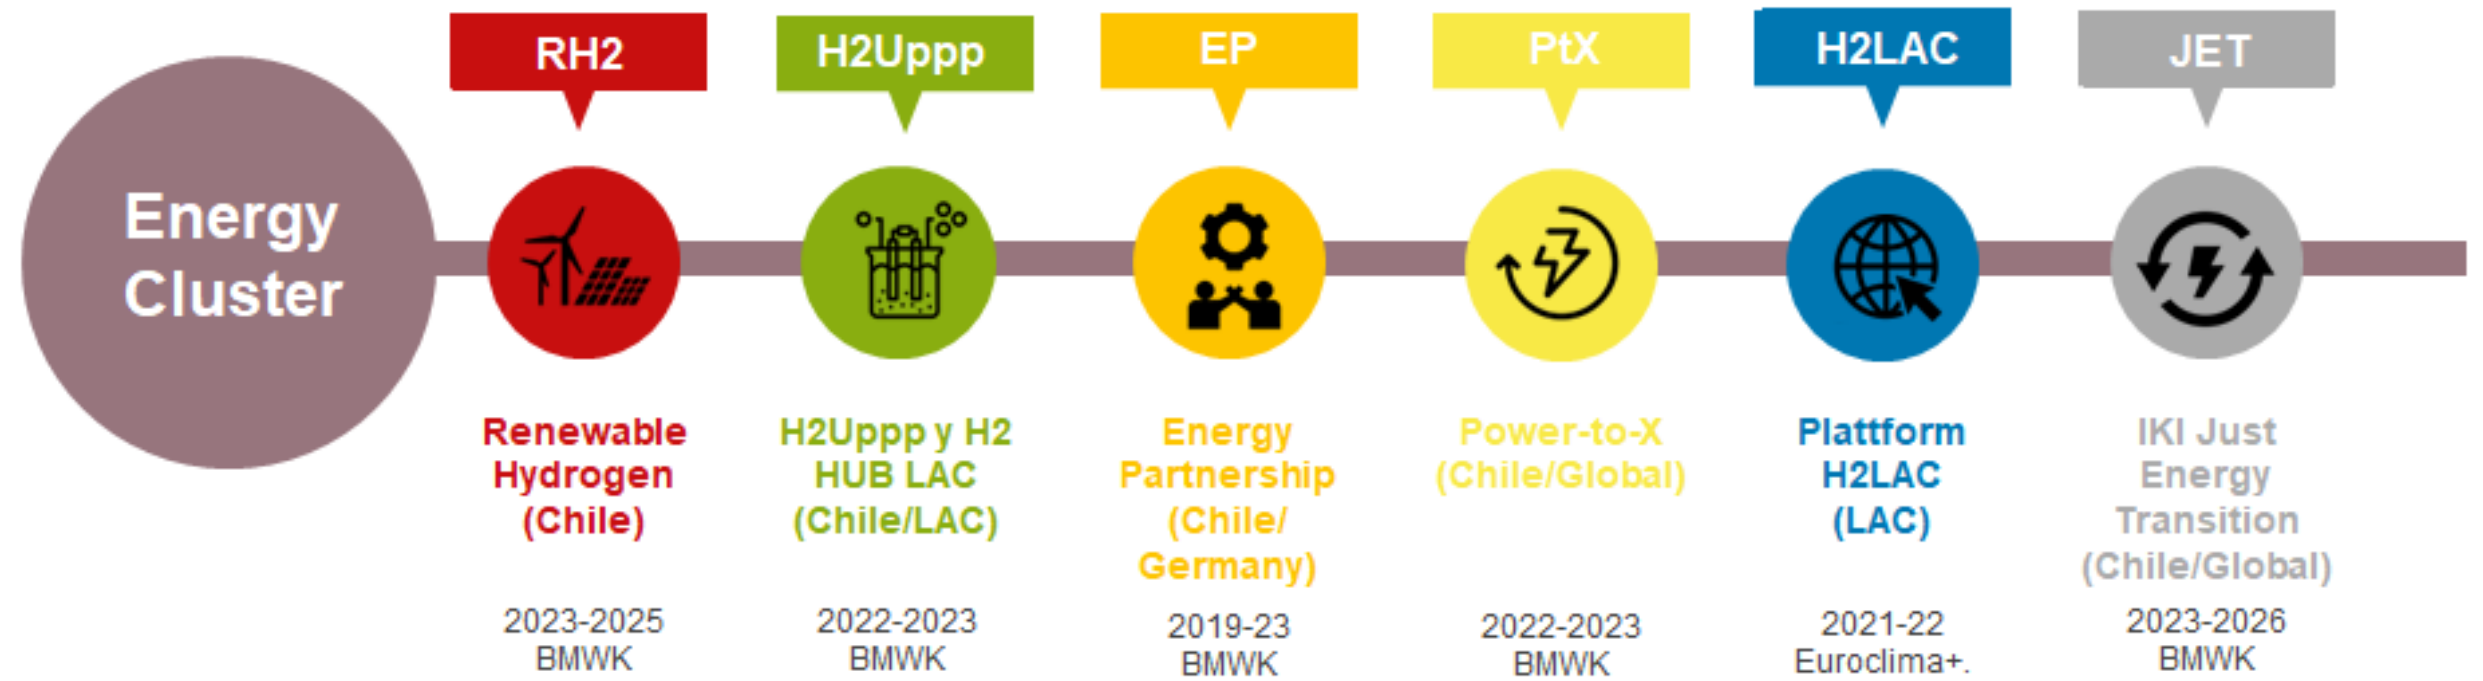 Energy
Cluster
RH2
Renewable
Hydrogen
(Chile)
2023-2025
BMWK
H2Uppp
H2Uppp y H2
HUB LAC
(Chile/LAC)
2022-2023
BMWK
EP
Energy
Partnership
(Chile/
Germany)
2019-23
BMWK
PtX
Power-to-X
(Chile/Global)
2022-2023
BMWK
H2LAC
Plattform
H2LAC
(LAC)
2021-22
Euroclima+.
JET
IKI Just
Energy
Transition
(Chile/Global)
2023-2026
BMWK